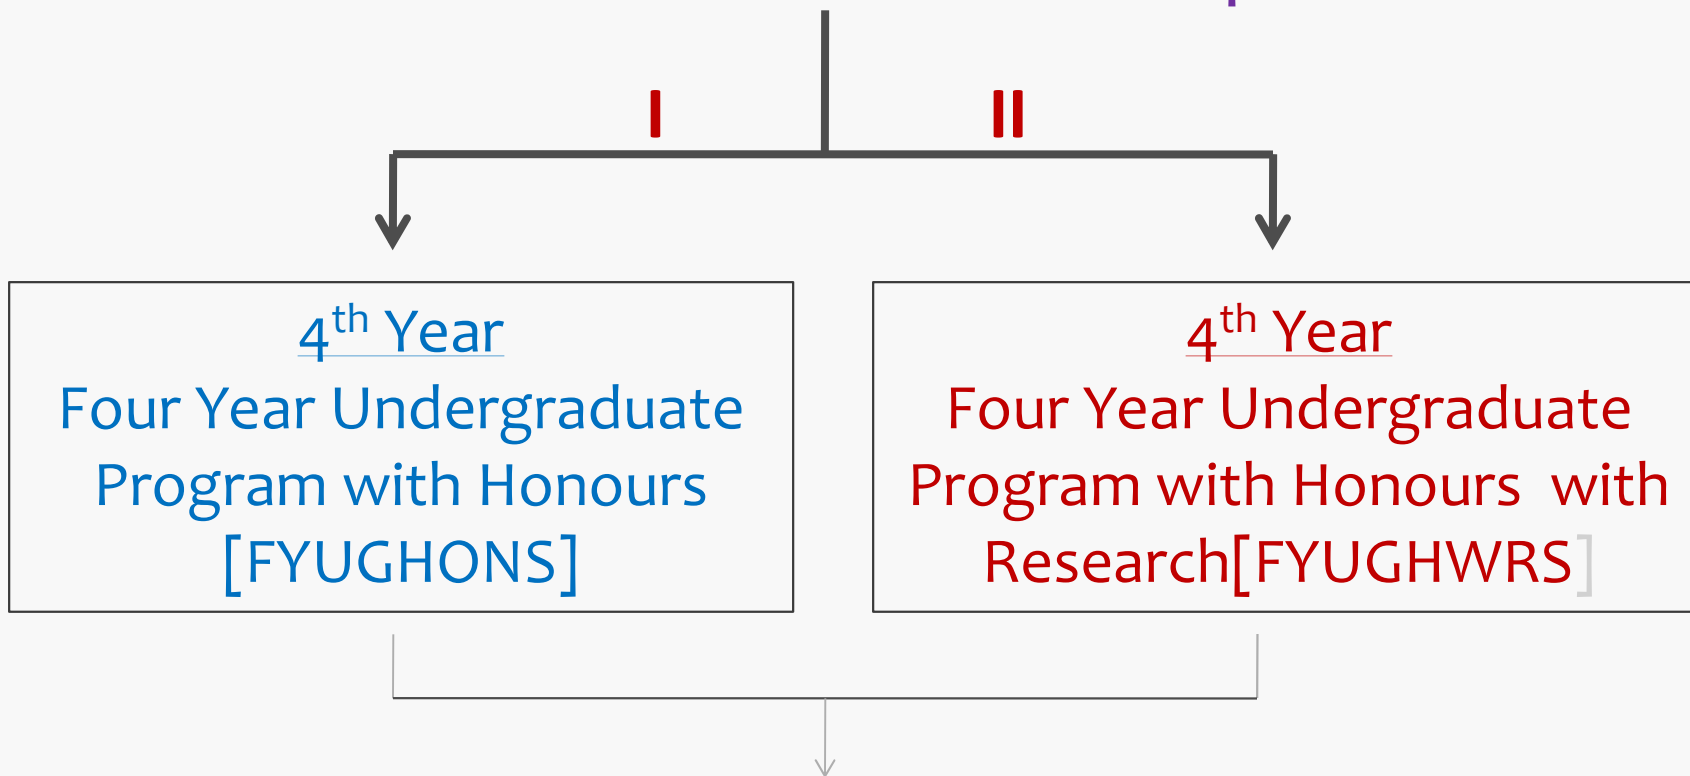 I II
4th Year
Four Year Undergraduate
Program with Honours
[FYUGHONS]
4th Year
Four Year Undergraduate
Program with Honours with
Research[FYUGHWRS]